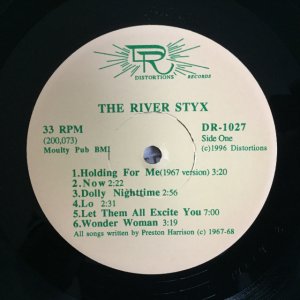 DR
DISTORTIONS RECORDS
THE RIVER STYX
33 RPM DR-1027
(200,073) Side One
Moulty Pub BMI (c)1996 Distortions
1.Holding For Me(1967 version) 3:20
2.Now 2:22
3.Dolly Nighttime 2:56
4.Lo 2:31
5.Let Them All Excite You 7:00
6.Wonder Woman 3:19
All songs written by Preston Harrison (c) 1967-68